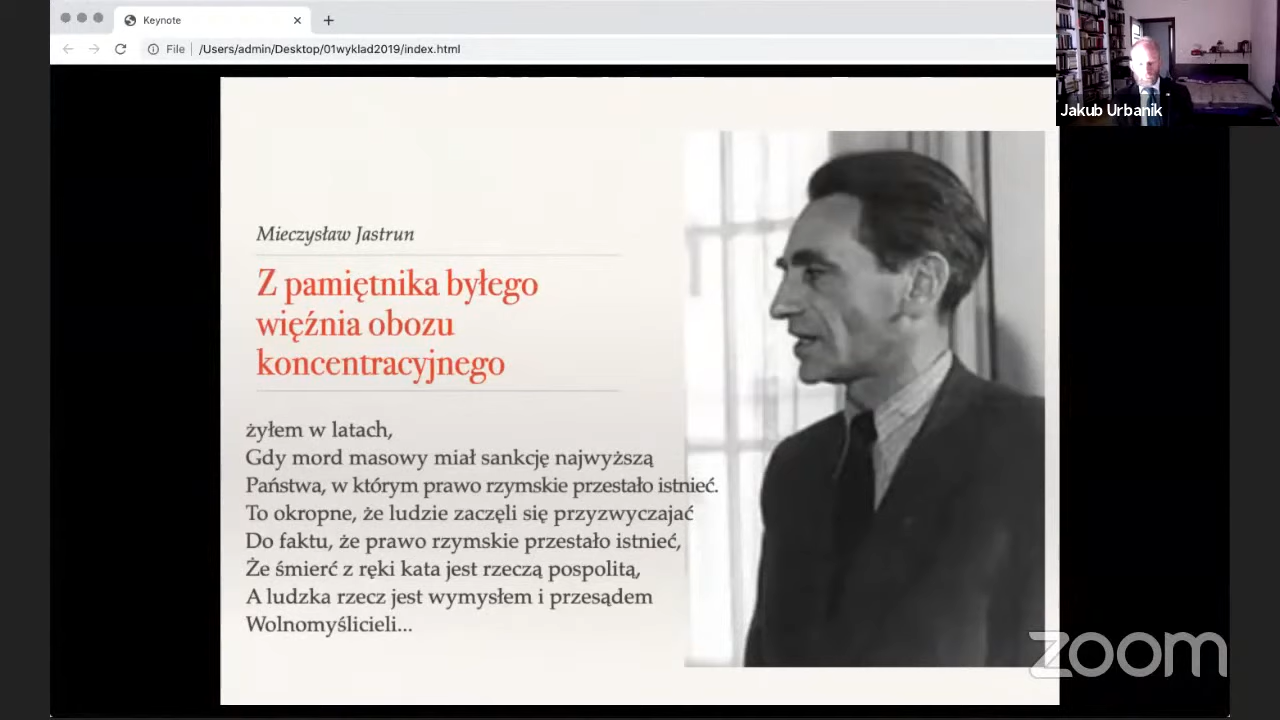 Keynote
File /Users/admin/Desktop/01wyklad2019/index.html
Jakub Urbanik
Mieczysław Jastrun
Z pamiętnika byłego
więźnia obozu
koncentracyjnego
żyłem w latach,
Gdy mord masowy miał sankcję najwyższą
Państwa, w którym prawo rzymskie przestało istnieć.
To okropne, że ludzie zaczęli się przyzwyczajać
Do faktu, że prawo rzymskie przestało istnieć,
Że śmierć z ręki kata jest rzeczą pospolitą,
A ludzka rzecz jest wymysłem i przesądem
Wolnomyślicieli...
zoom